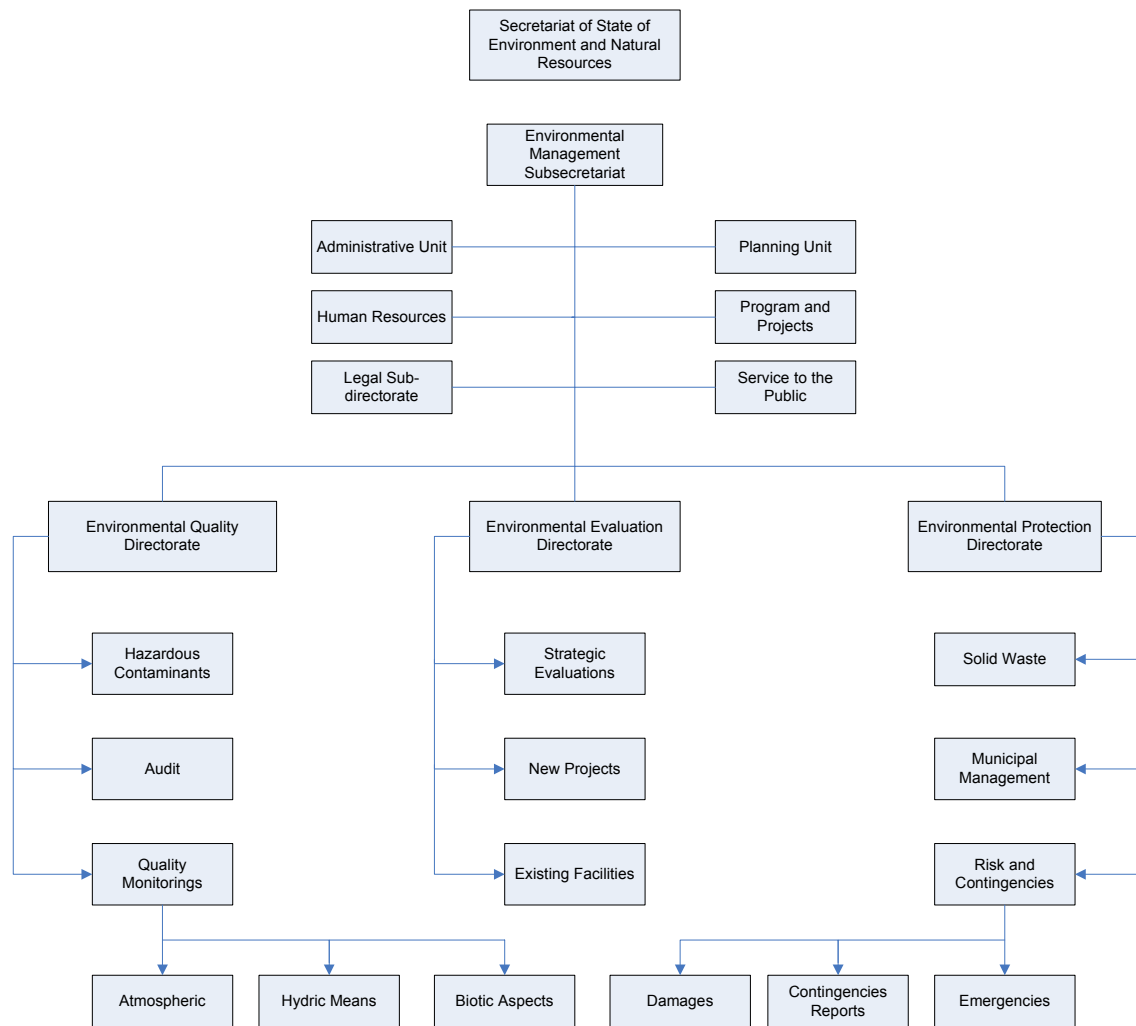 Secretariat of State of
Environment and Natural
Resources
Environmental
Management
Subsecretariat
Administrative Unit
Planning Unit
Human Resources
Program and
Projects
Legal Sub-
directorate
Service to the
Public
Environmental Quality
Directorate
Environmental Evaluation
Directorate
Environmental Protection
Directorate
Hazardous
Contaminants
Strategic
Evaluations
Solid Waste
Audit
New Projects
Municipal
Management
Quality
Monitorings
Existing Facilities
Risk and
Contingencies
Atmospheric
Hydric Means
Biotic Aspects
Damages
Contingencies
Reports
Emergencies